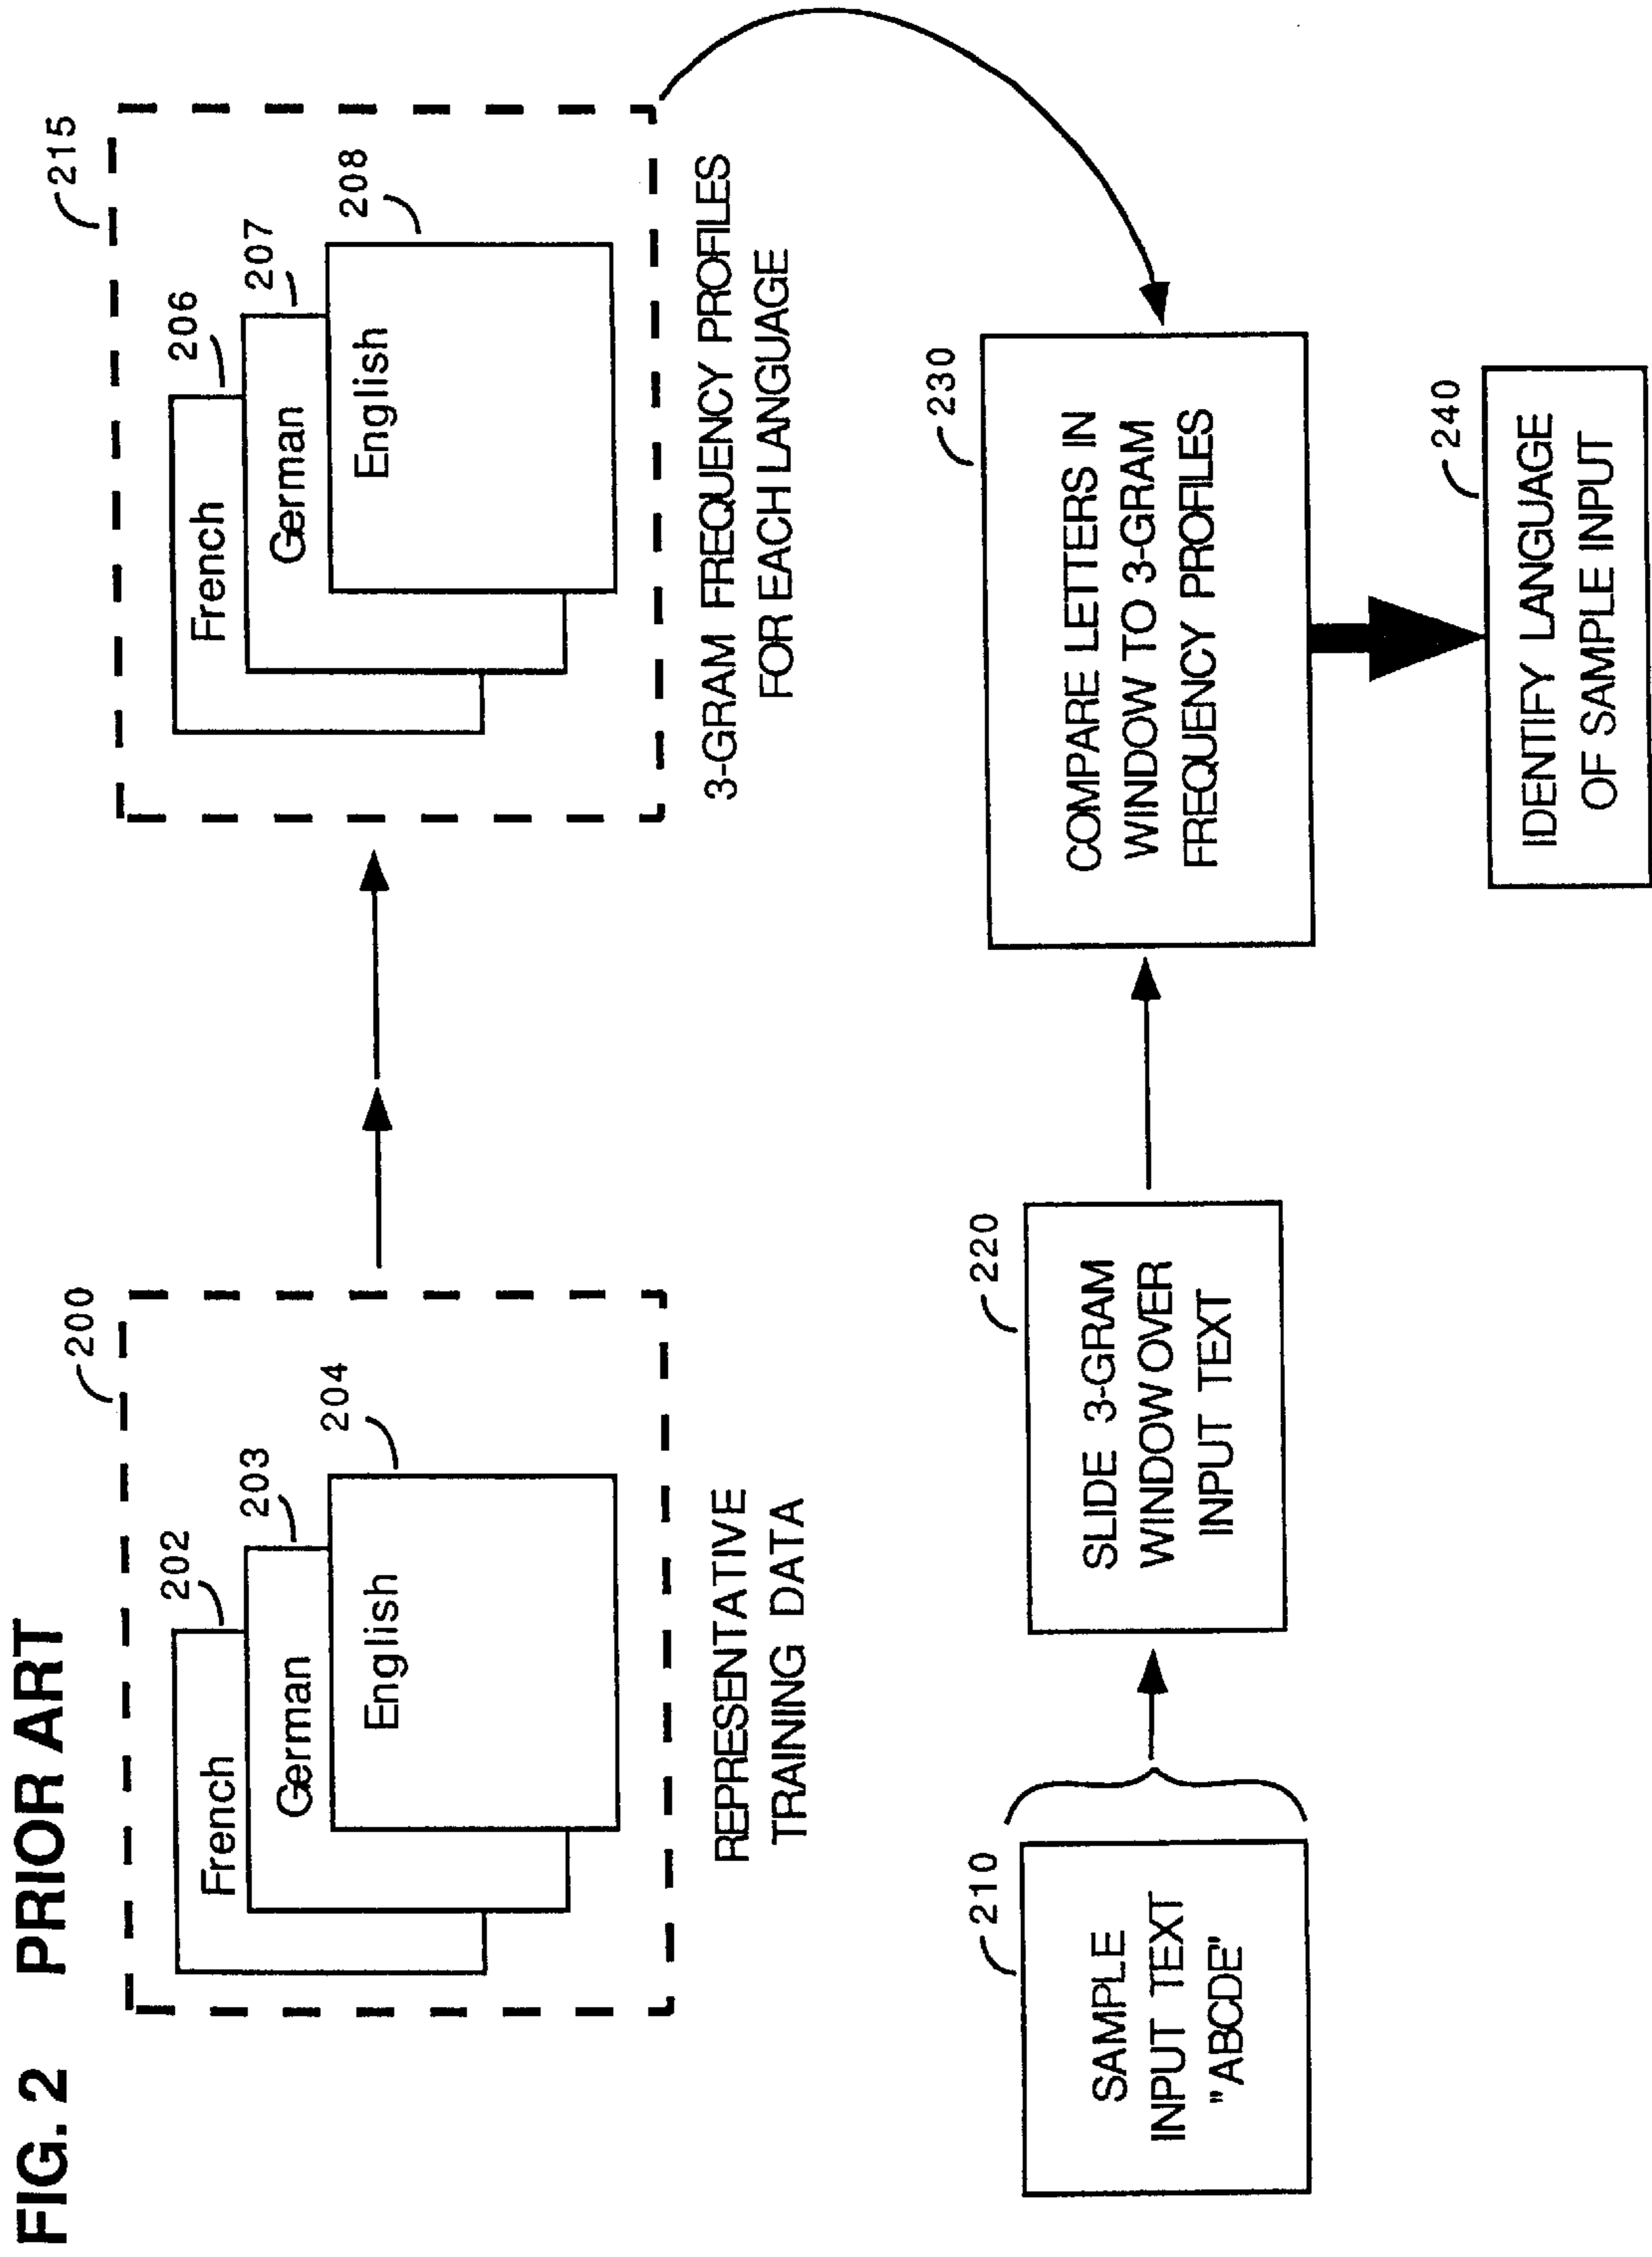 FIG. 2 PRIOR ART
200
202
French
203
German
204
English
REPRESENTATIVE
TRAINING DATA
215
206
French
207
German
208
English
3-GRAM FREQUENCY PROFILES
FOR EACH LANGUAGE
210
SAMPLE
INPUT TEXT
"ABCDE"
220
SLIDE 3-GRAM
WINDOW OVER
INPUT TEXT
230
COMPARE LETTERS IN
WINDOW TO 3-GRAM
FREQUENCY PROFILES
240
IDENTIFY LANGUAGE
OF SAMPLE INPUT